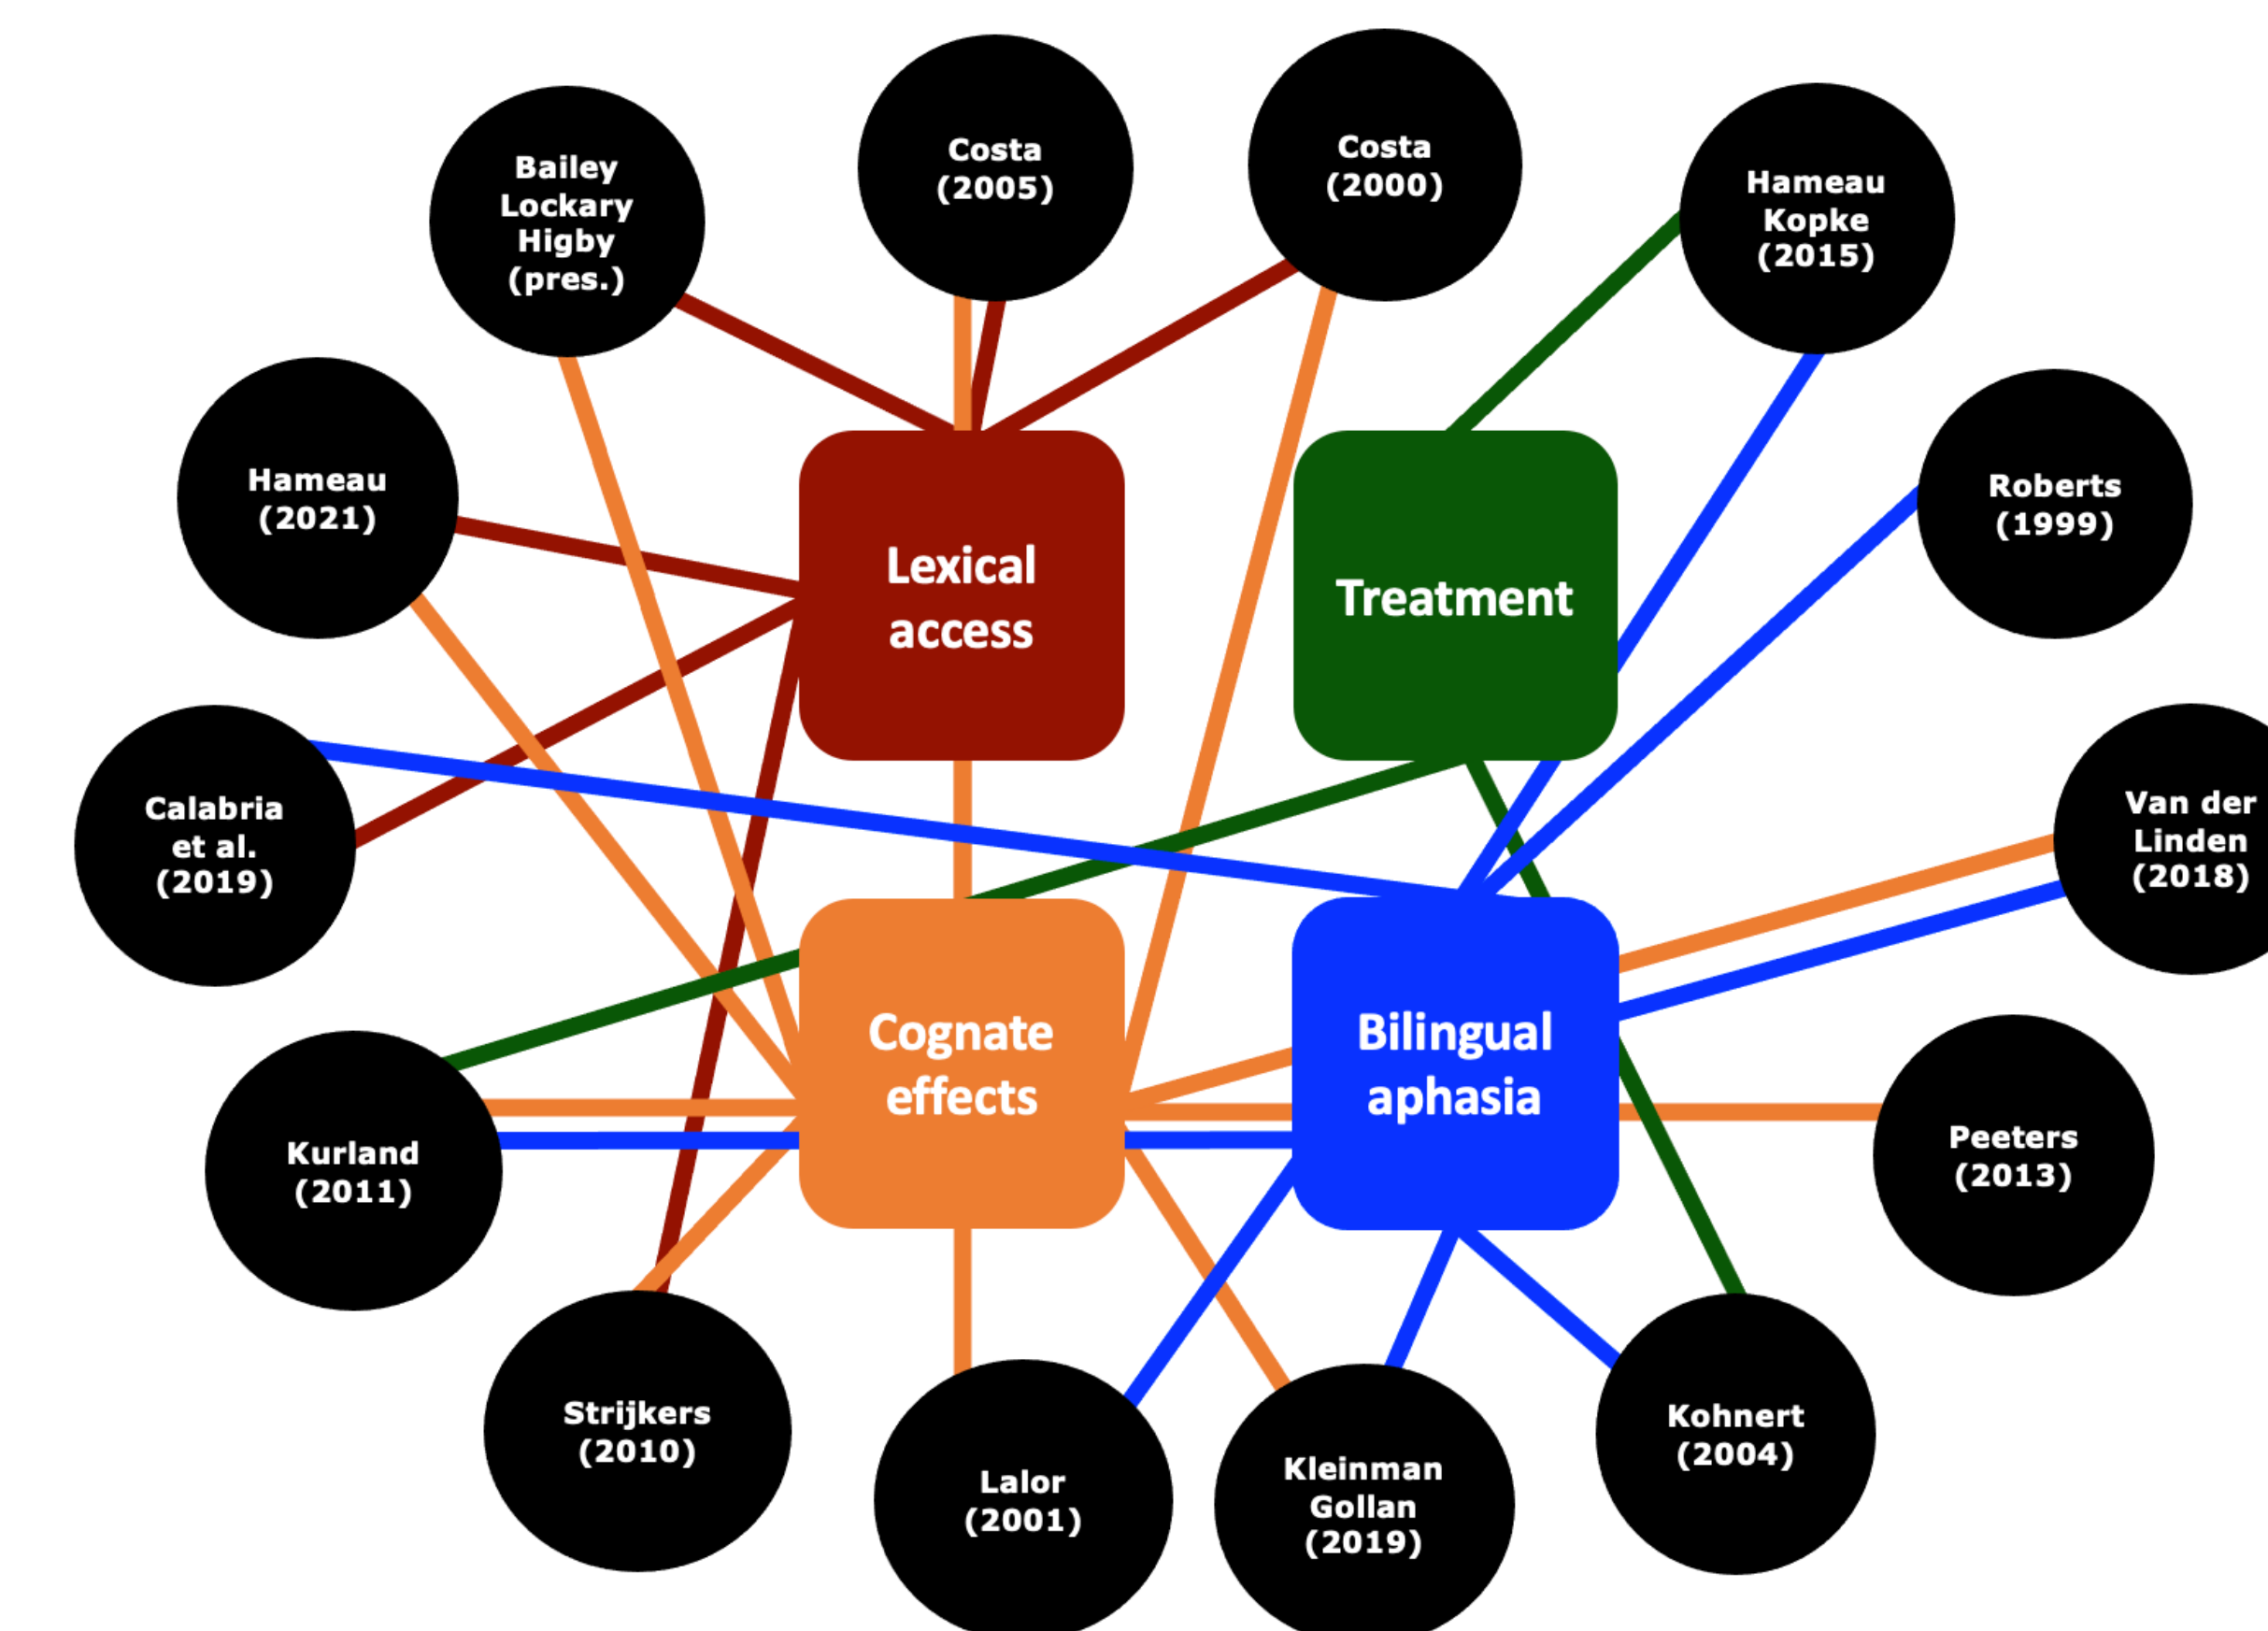 Costa
(2005)
Costa
(2000)
Bailey
Lockary
Higby
(pres.)
Hameau
Kopke
(2015)
Hameau
(2021)
Roberts
(1999)
Lexical
access
Treatment
Calabria
et al.
(2019)
Van der
Linden
(2018)
Cognate
effects
Bilingual
aphasia
Kurland
(2011)
Peeters
(2013)
Strijkers
(2010)
Lalor
(2001)
Kleinman
Gollan
(2019)
Kohnert
(2004)